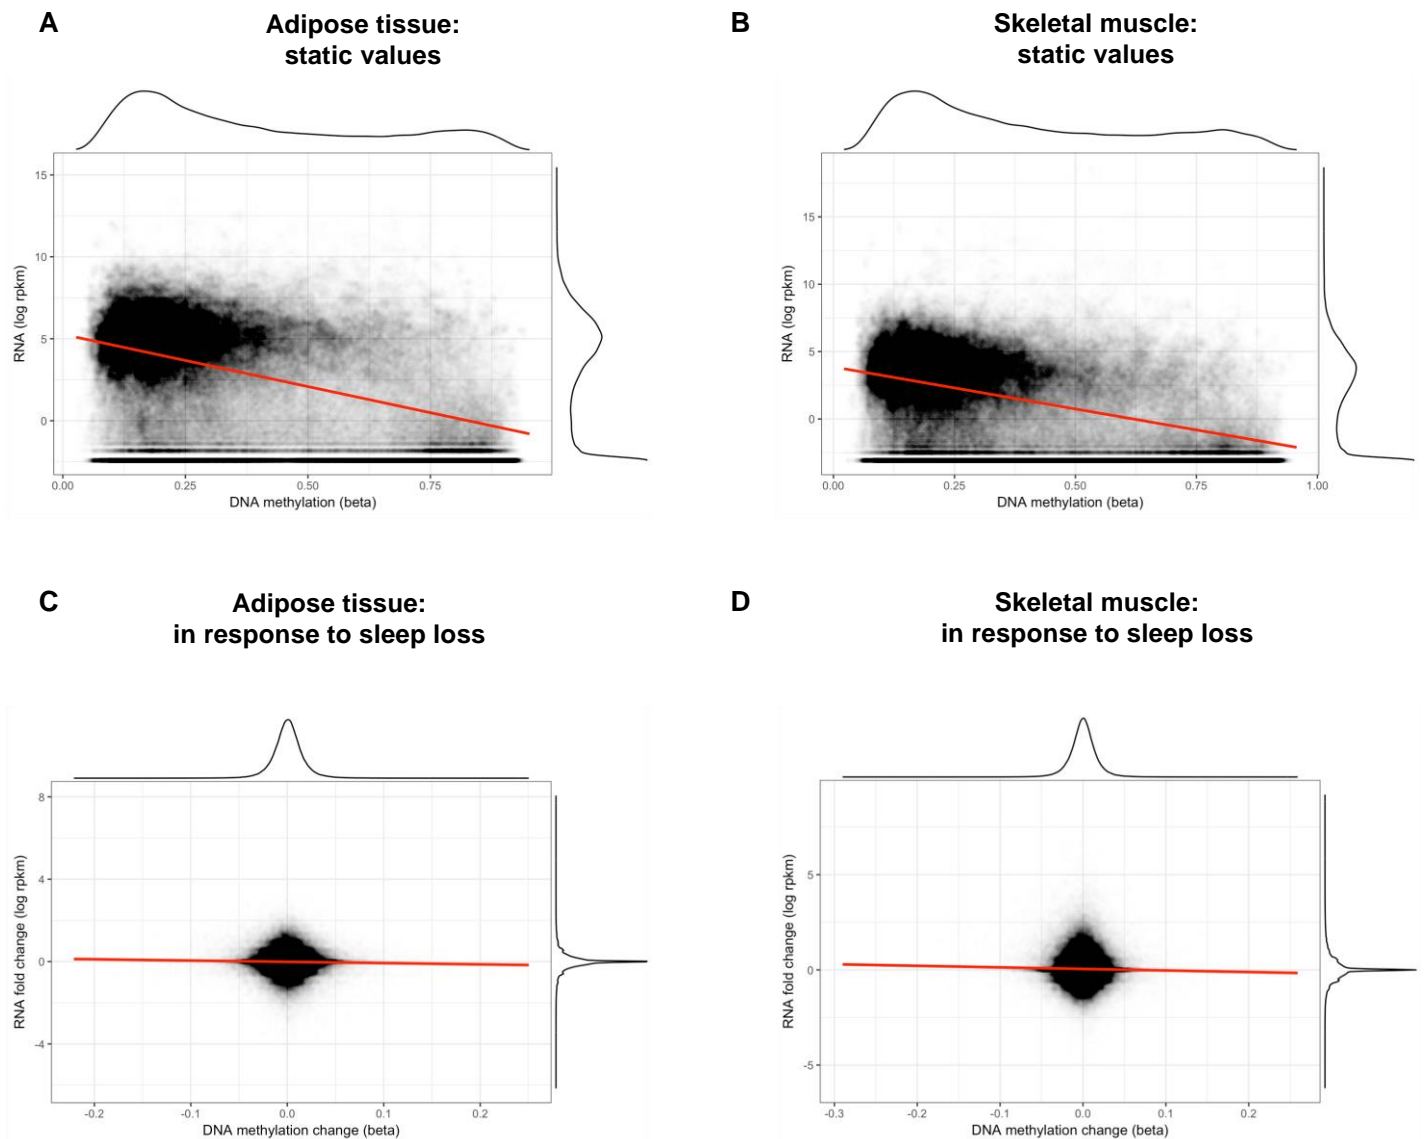 A
Adipose tissue:
static values
15
10
5
0
RNA (log rpkm)
0.00
0.25
0.50
0.75
DNA methylation (beta)
B
Skeletal muscle:
static values
15
10
5
0
RNA (log rpkm)
0.00
0.25
0.50
0.75
1.00
DNA methylation (beta)
C
Adipose tissue:
in response to sleep loss
8
4
0
-4
RNA fold change (log rpkm)
-0.2
-0.1
0.0
0.1
0.2
DNA methylation change (beta)
D
Skeletal muscle:
in response to sleep loss
5
0
-5
RNA fold change (log rpkm)
-0.3
-0.2
-0.1
0.0
0.1
0.2
DNA methylation change (beta)